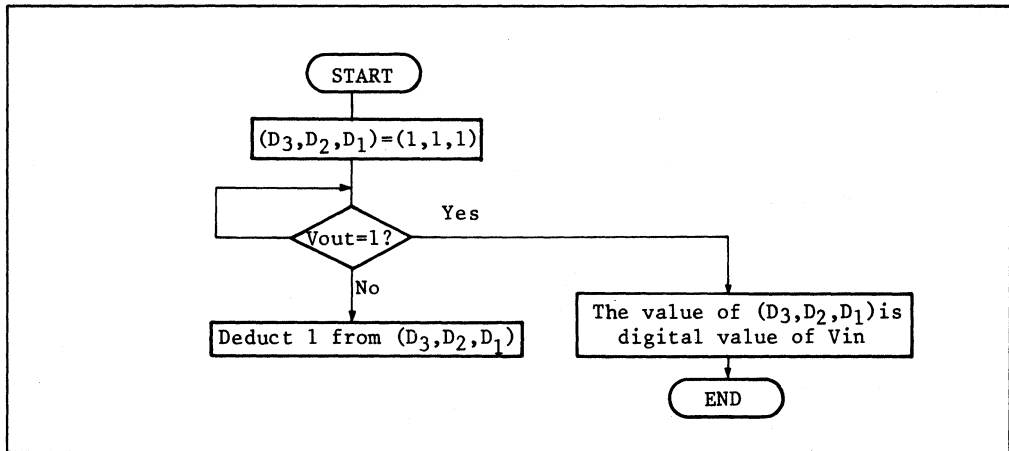 START
(D3,D2,D1)=(1,1,1)
Yes
Vout=1?
No
Deduct 1 from (D3,D2,D1)
The value of (D3,D2,D1)is
digital value of Vin
END